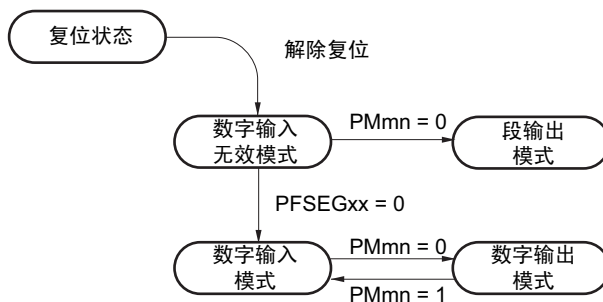 复位状态
解除复位
数字输入
无效模式
PMmn = 0
段输出
模式
PFSEGxx = 0
数字输入
模式
PMmn = 0
PMmn = 1
数字输出
模式